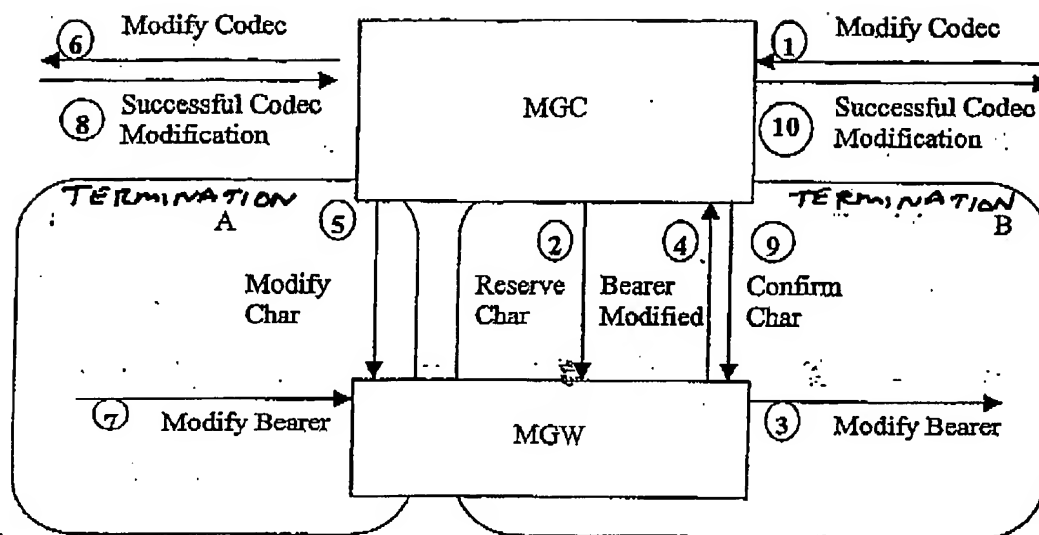 6 Modify Codec
8 Successful Codec
Modification
MGC
1 Modify Codec
10 Successful Codec
Modification
TERMINATION
A
TERMINATION
B
5
Modify
Char
2
Reserve
Char
4
Bearer
Modified
9
Confirm
Char
7 Modify Bearer
MGW
3 Modify Bearer